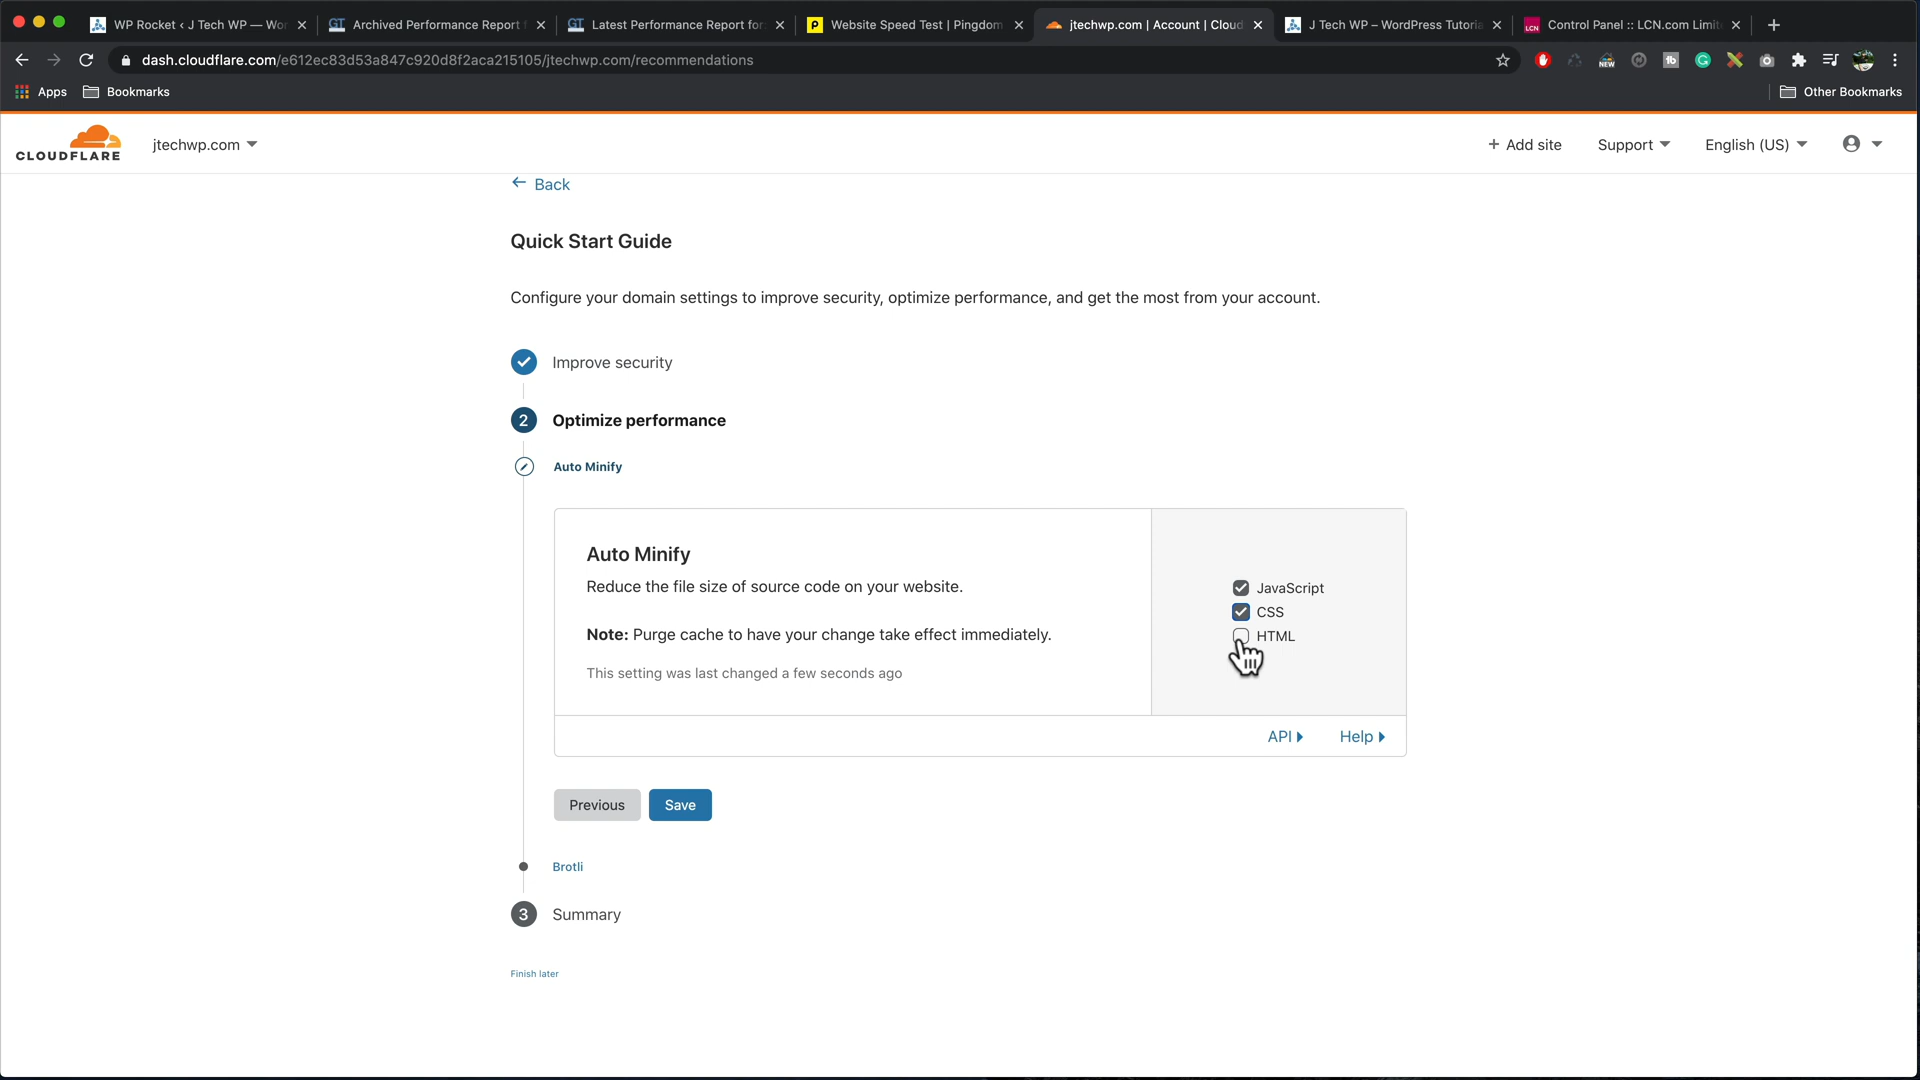 WP Rocket ‹ J Tech WP — Wor
Archived Performance Report f
Latest Performance Report for:
Website Speed Test | Pingdom
jtechwp.com | Account | Cloud
J Tech WP – WordPress Tutoria
LCN Control Panel :: LCN.com Limit
dash.cloudflare.com/e612ec83d53a847c920d8f2aca215105/jtechwp.com/recommendations
Apps
Bookmarks
Other Bookmarks
CLOUDFLARE
jtechwp.com
+ Add site
Support
English (US)
← Back
Quick Start Guide
Configure your domain settings to improve security, optimize performance, and get the most from your account.
Improve security
2 Optimize performance
Auto Minify
Auto Minify
Reduce the file size of source code on your website.
Note: Purge cache to have your change take effect immediately.
This setting was last changed a few seconds ago
JavaScript
CSS
HTML
API
Help
Previous
Save
Brotli
3 Summary
Finish later